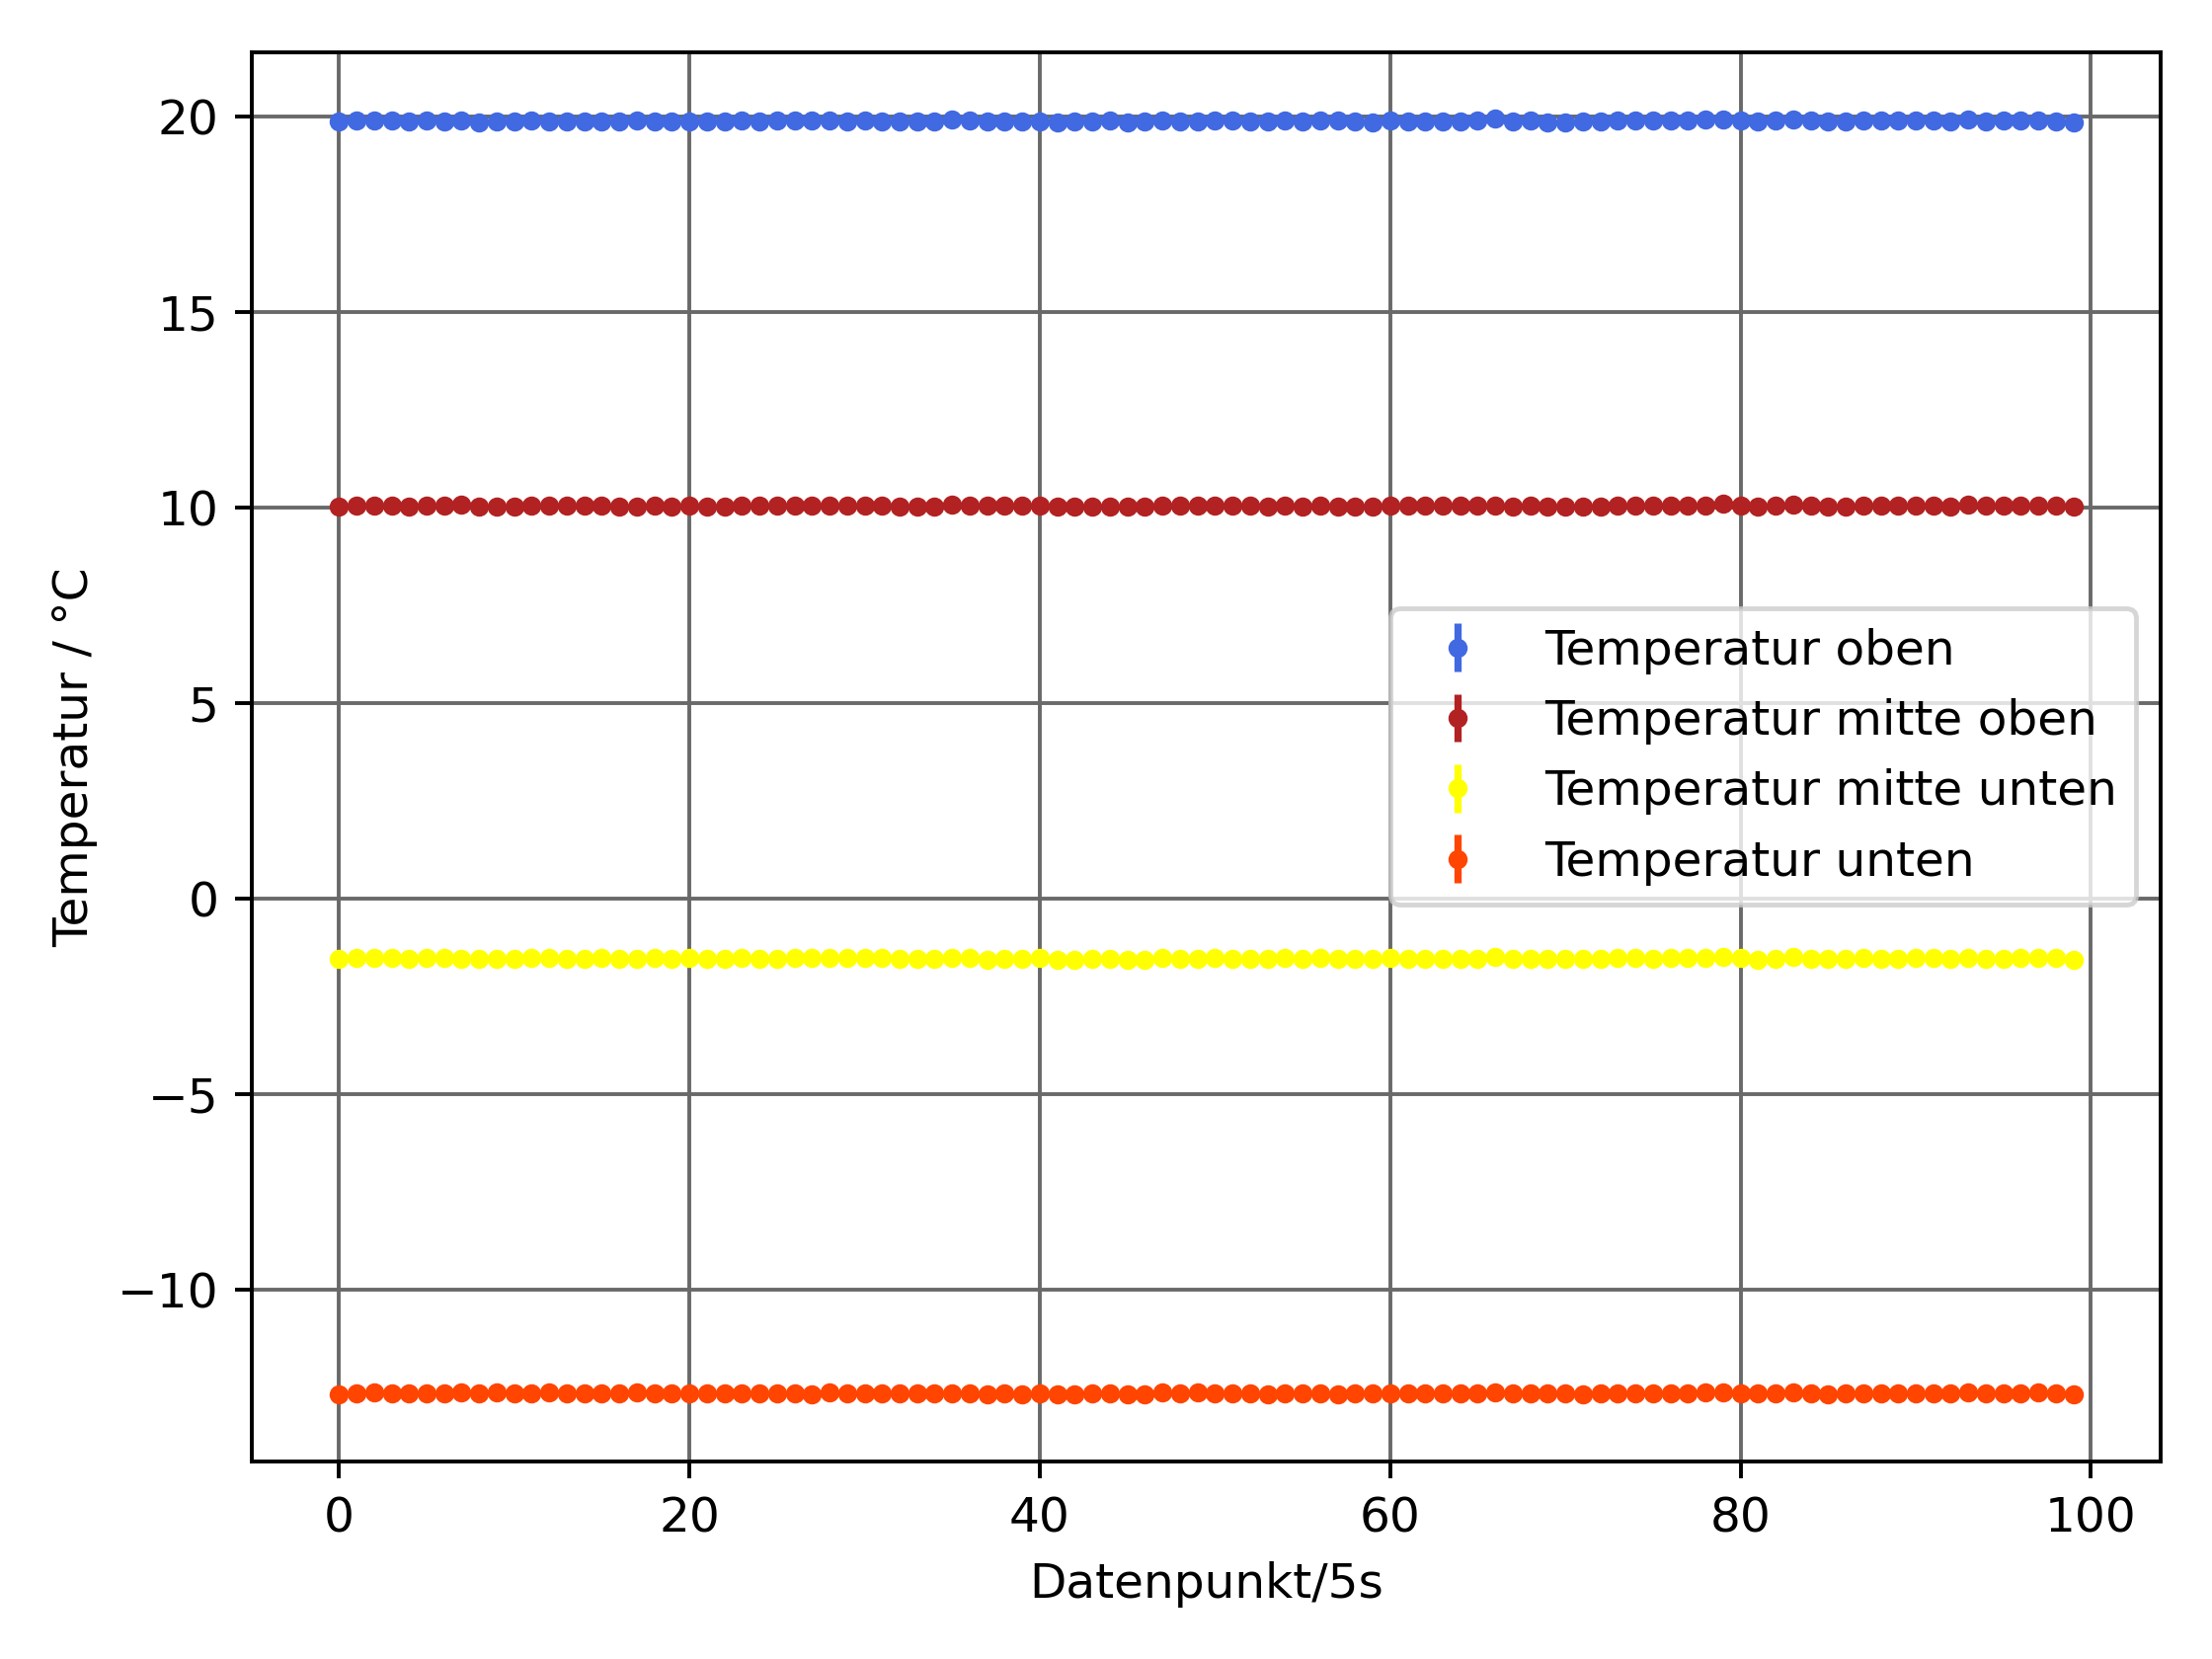 20
15
10
5
0
−5
−10
Temperatur / °C
Temperatur oben
Temperatur mitte oben
Temperatur mitte unten
Temperatur unten
0 20 40 60 80 100
Datenpunkt/5s